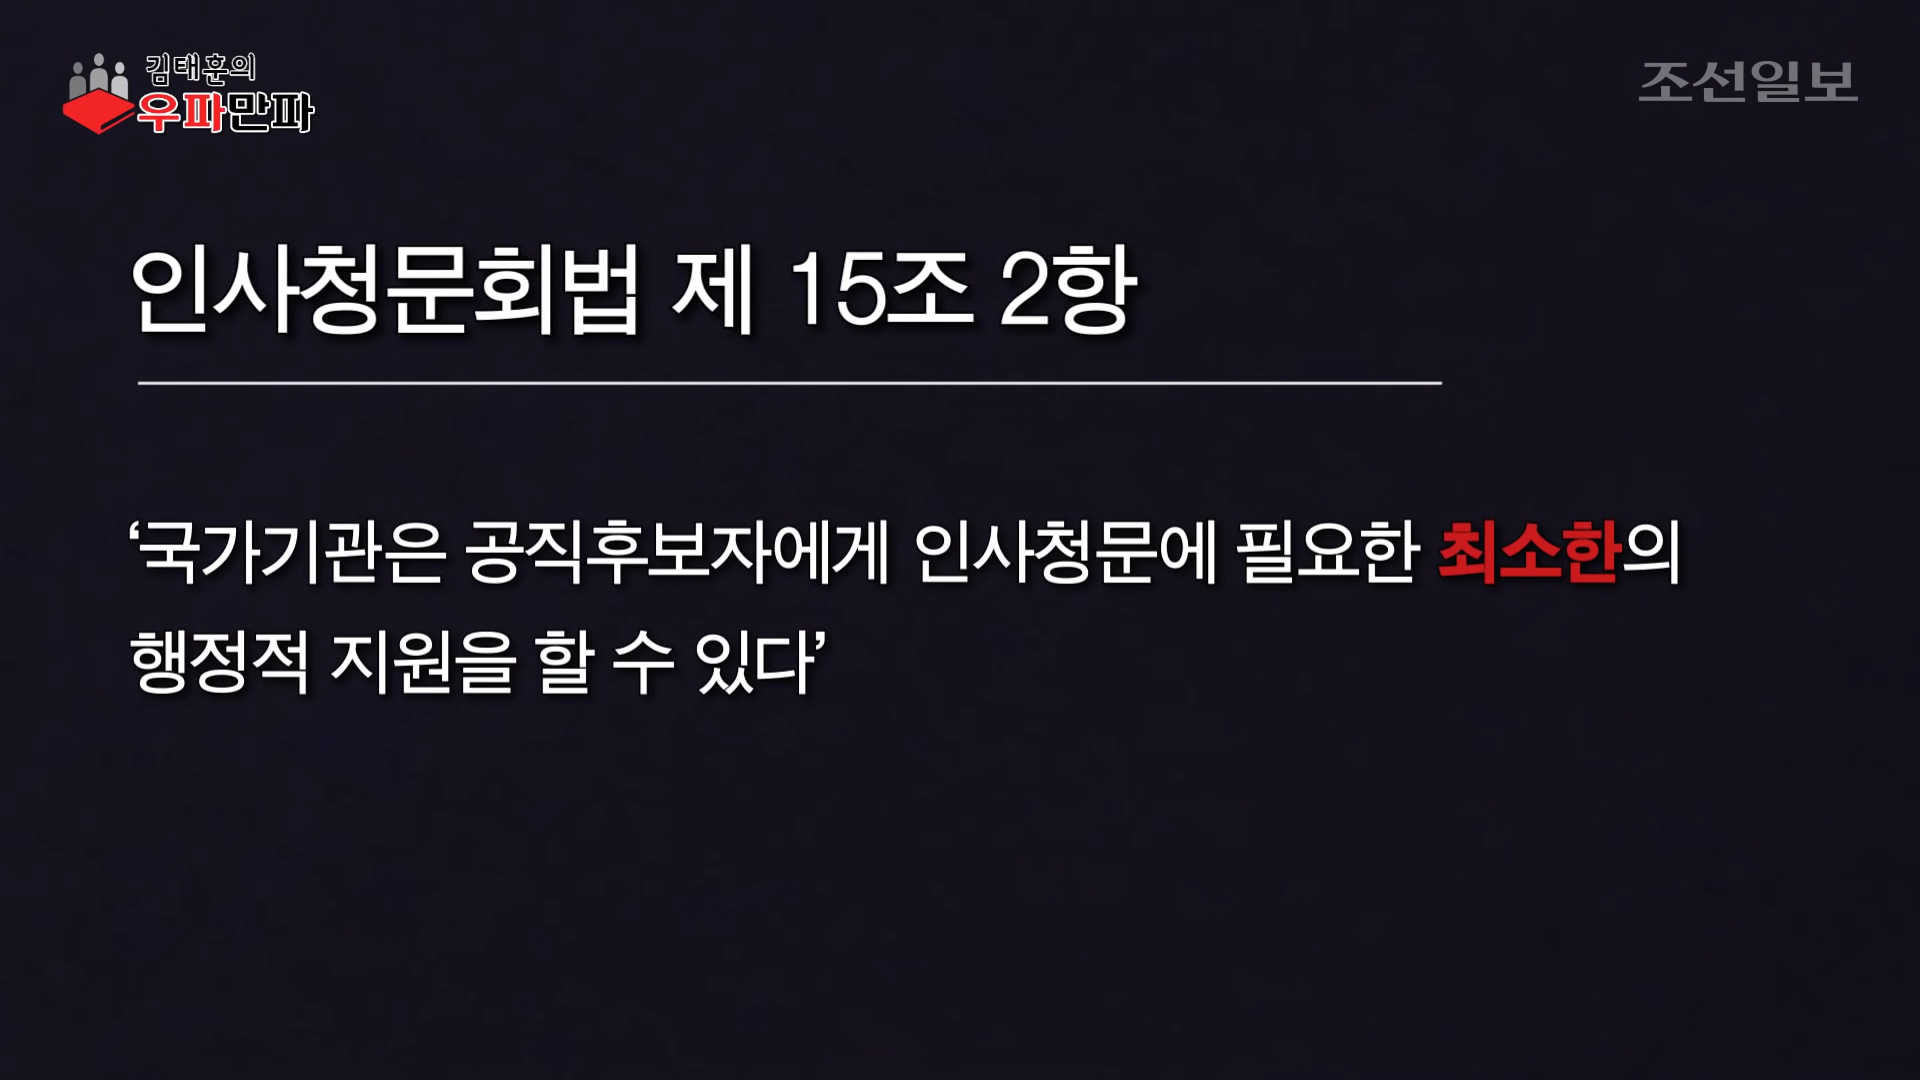 김태훈의
우파만파
조선일보
인사청문회법 제 15조 2항
‘국가기관은 공직후보자에게 인사청문에 필요한 최소한의
행정적 지원을 할 수 있다’